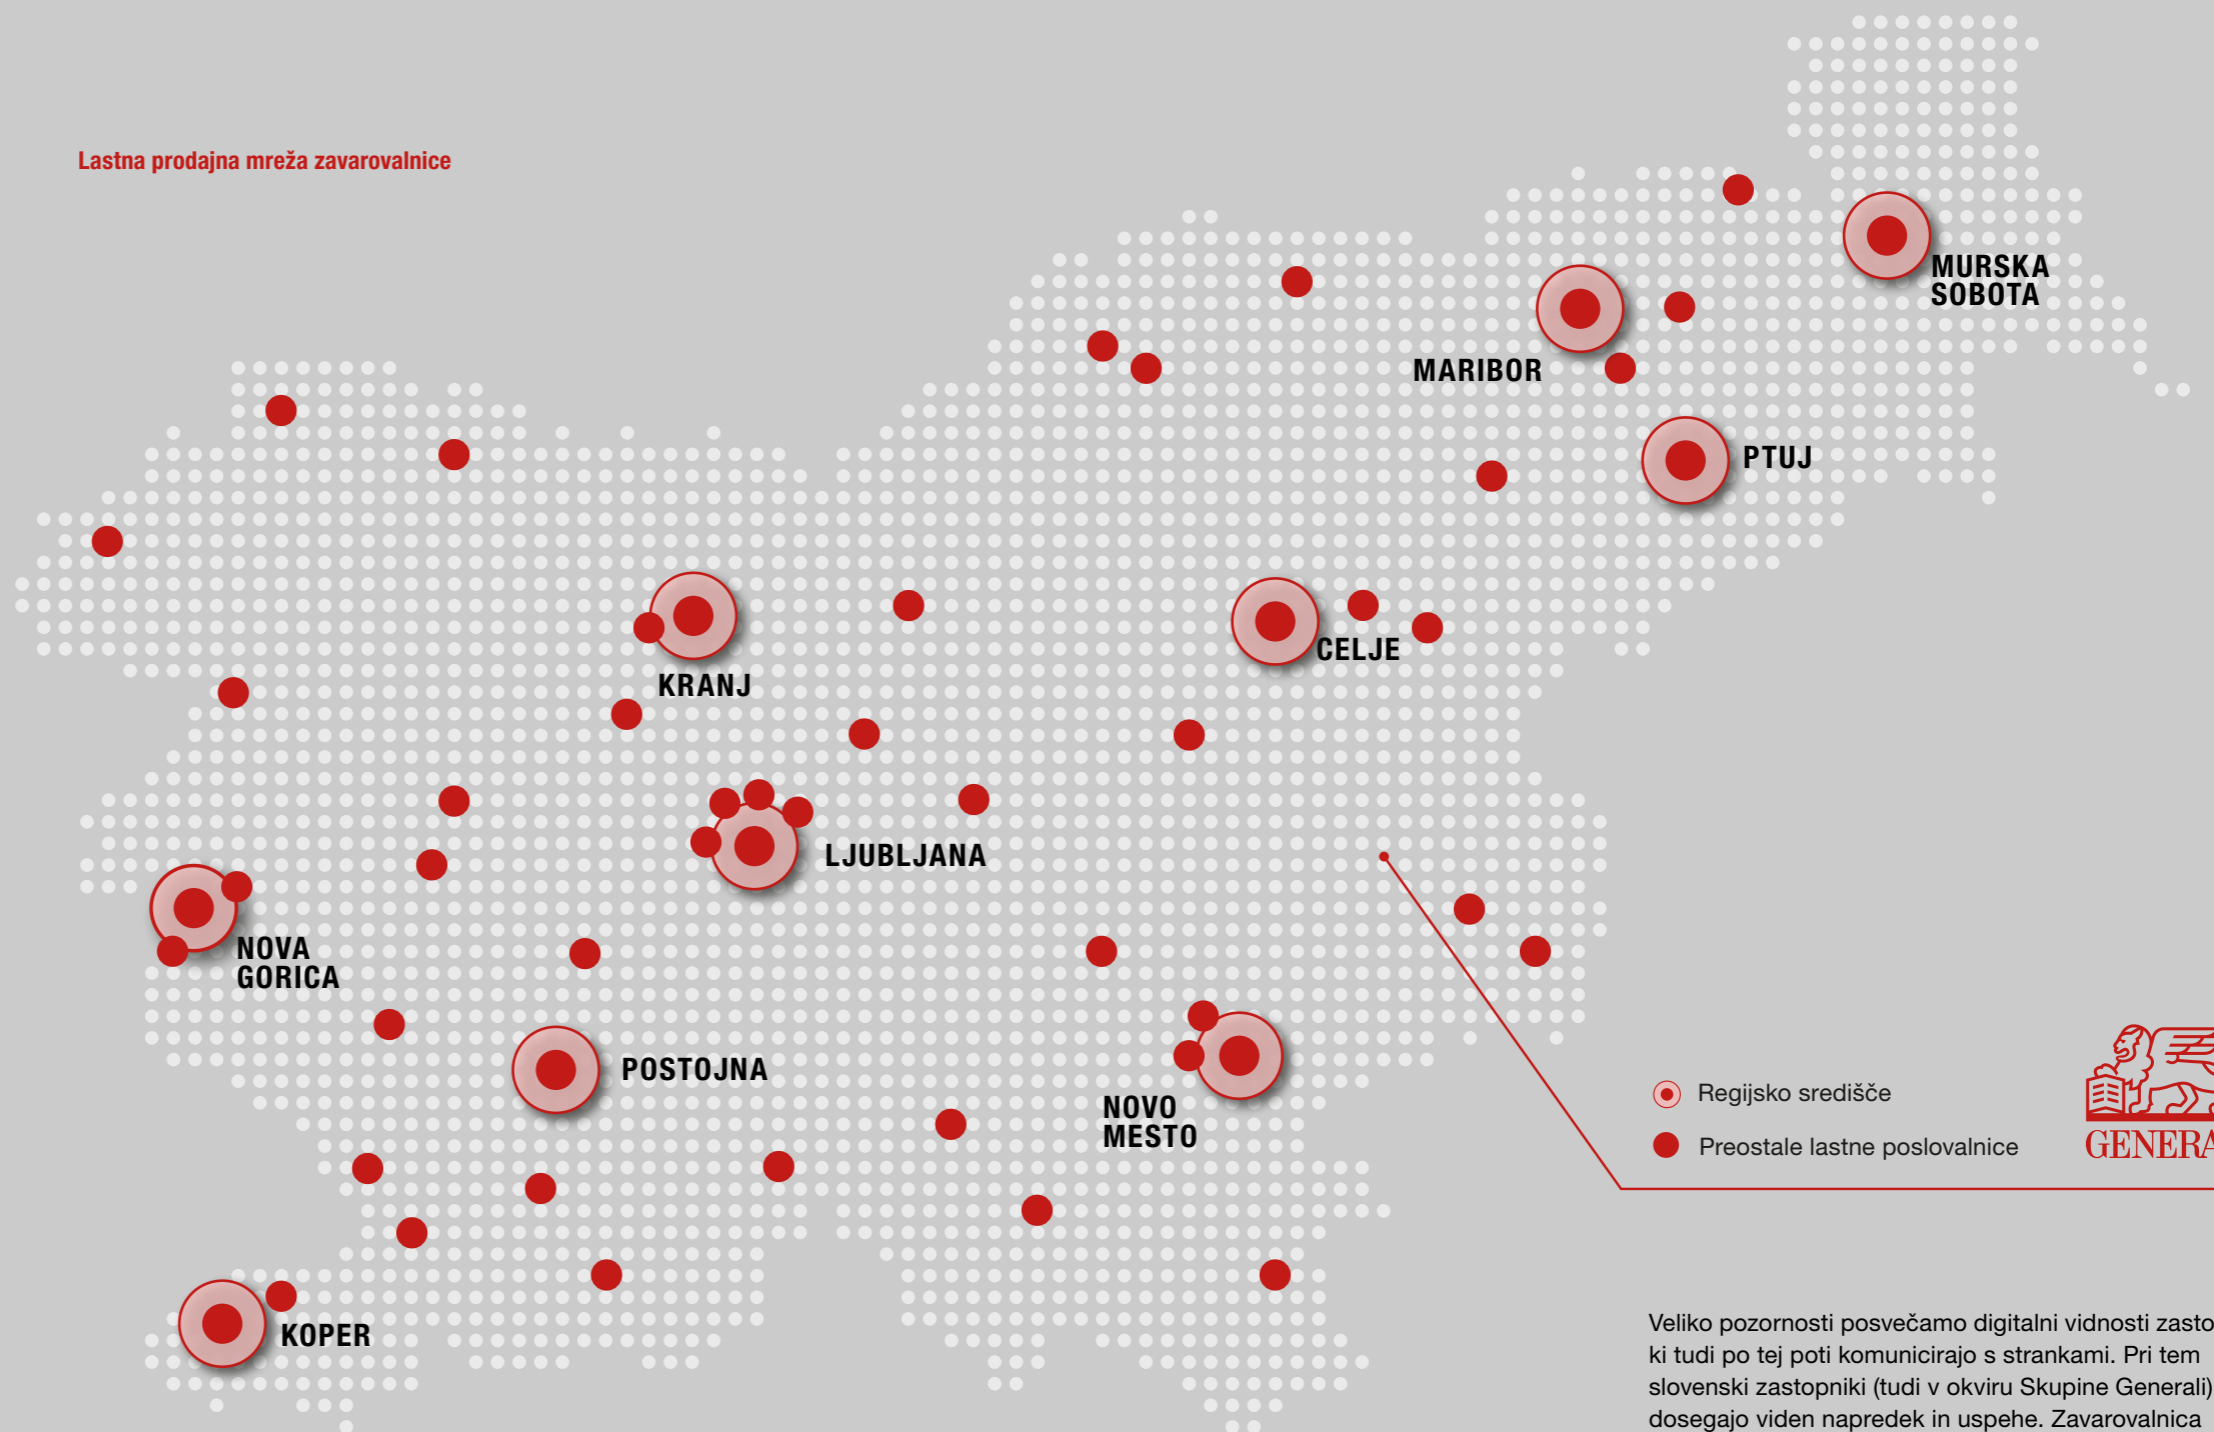 Lastna prodajna mreža zavarovalnice
MURSKA
SOBOTA
MARIBOR
PTUJ
CELJE
KRANJ
LJUBLJANA
NOVA
GORICA
POSTOJNA
NOVO
MESTO
KOPER
Regijsko središče
Preostale lastne poslovalnice
Veliko pozornosti posvečamo digitalni vidnosti
ki tudi po tej poti komunicirajo s strankami. Pri tem
slovenski zastopniki (tudi v okviru Skupine Generali)
dosegajo viden napredek in uspehe. Zavarovalnica